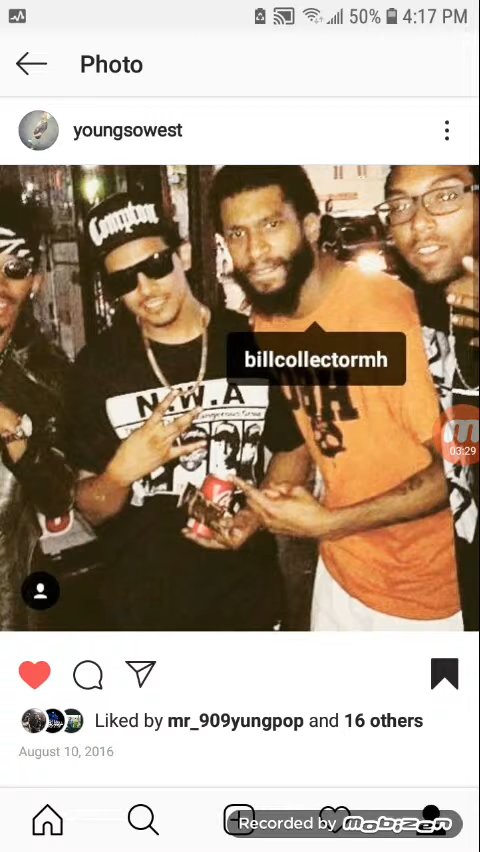 50% 4:17 PM
Photo
youngsowest
Compton
billcollectormh
N.W.A
03:29
Liked by mr_909yungpop and 16 others
August 10, 2016
Recorded by mobizen